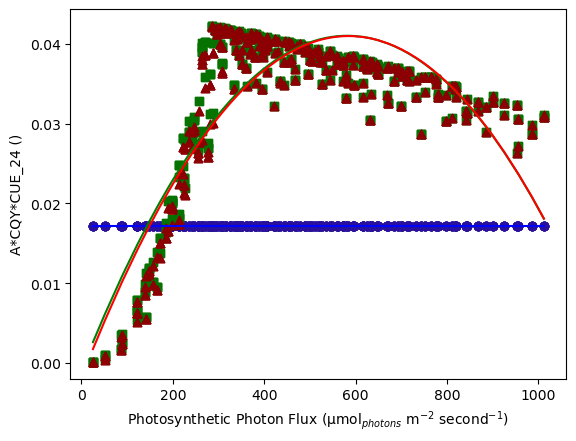 A*CQY*CUE_24 ()
0.04
0.03
0.02
0.01
0.00
0 200 400 600 800 1000
Photosynthetic Photon Flux (μmol$_{photons}$ m$^{-2}$ second$^{-1}$)